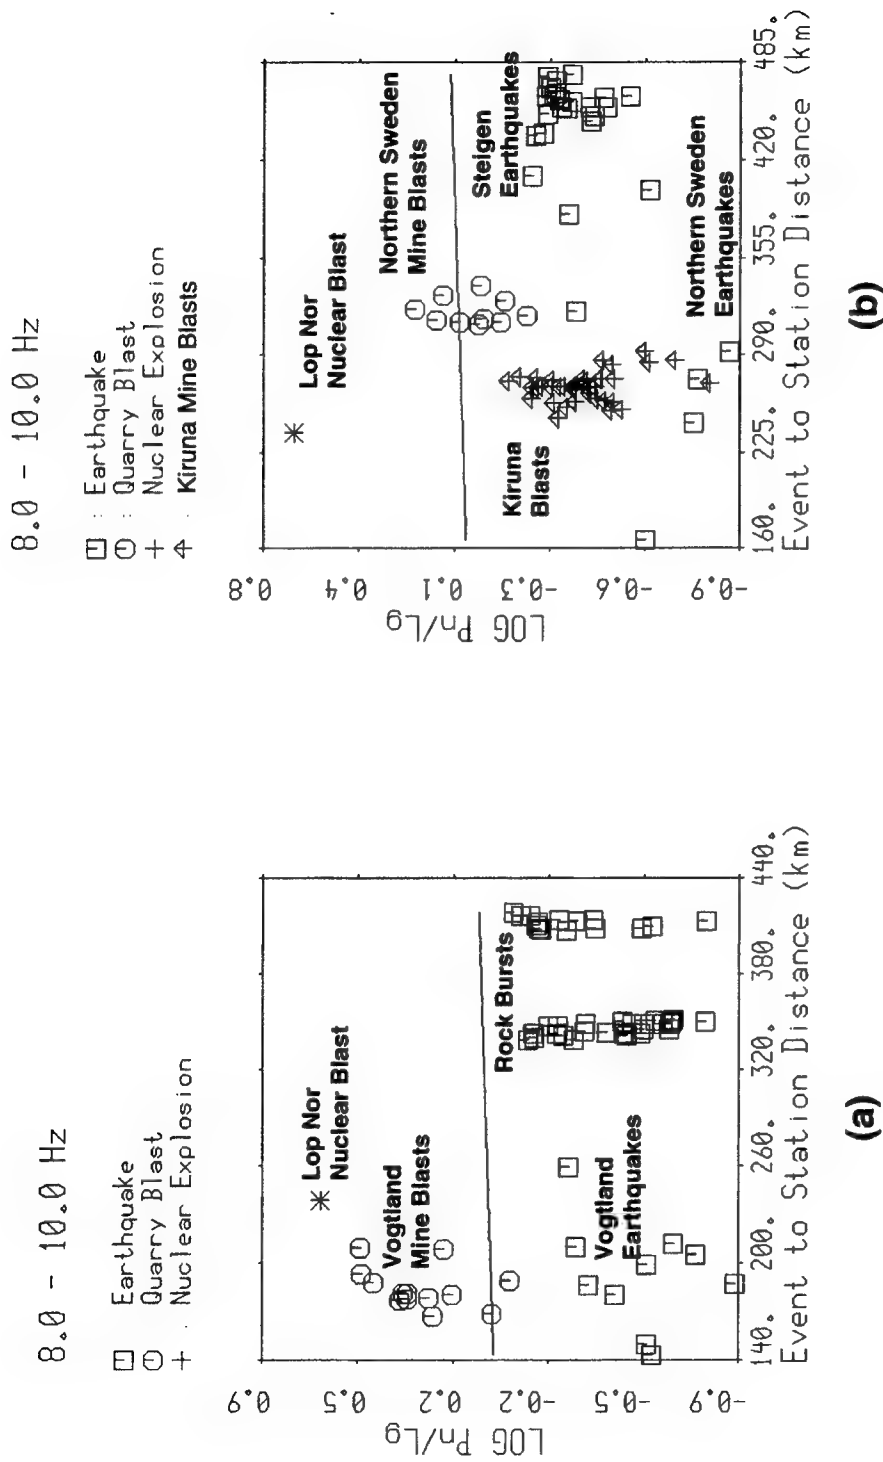 8.0 - 10.0 Hz
: Earthquake
: Quarry Blast
. Nuclear Explosion
LOG Pn/Lg
0.9
0.5
0.2
-0.2
-0.5
-0.9
Lop Nor
Nuclear Blast
Vogtland
Mine Blasts
Rock Bursts
Vogtland
Earthquakes
140. 200. 260. 320. 380. 440.
Event to Station Distance (km)
(a)
8.0 - 10.0 Hz
: Earthquake
: Quarry Blast
: Nuclear Explosion
. Kiruna Mine Blasts
LOG Pn/Lg
0.8
0.4
0.1
-0.3
-0.6
-0.9
Lop Nor
Nuclear Blast
Northern Sweden
Mine Blasts
Kiruna
Blasts
Steigen
Earthquakes
Northern Sweden
Earthquakes
160. 225. 290. 355. 420. 485.
Event to Station Distance (km)
(b)